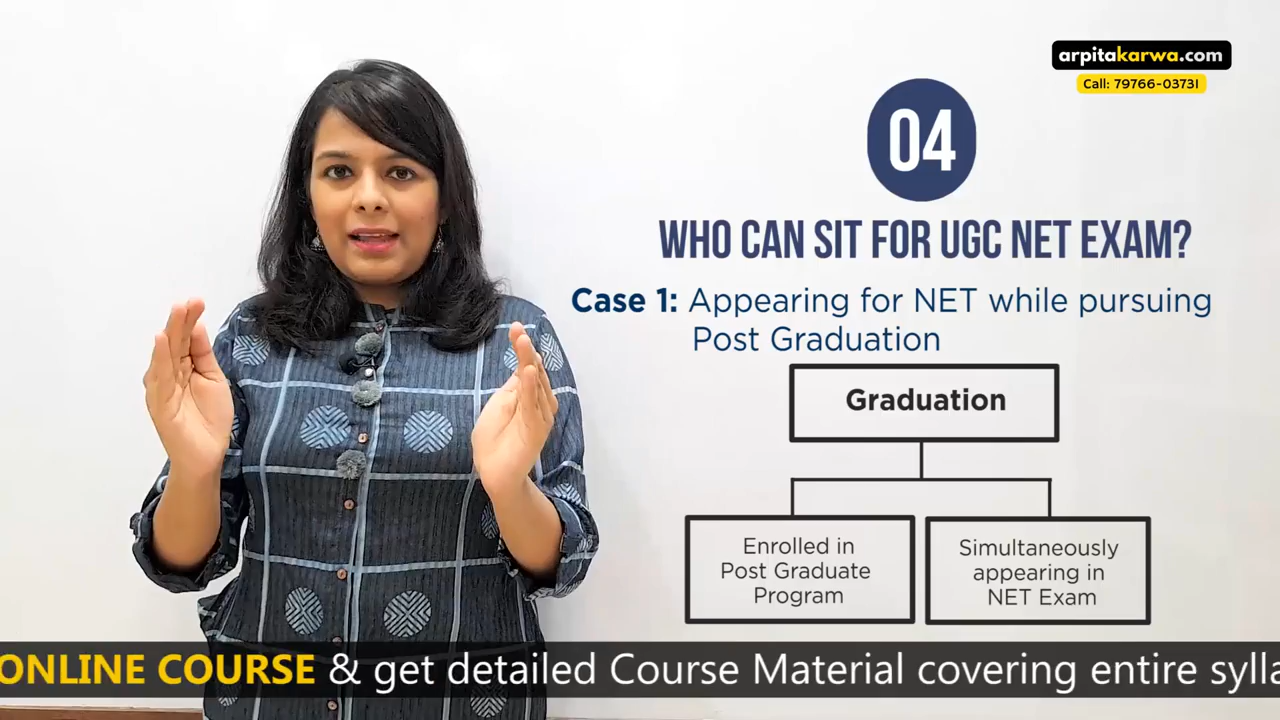 arpitakarwa.com
Call: 79766-03731
04
WHO CAN SIT FOR UGC NET EXAM?
Case 1: Appearing for NET while pursuing
Post Graduation
Graduation
Enrolled in
Post Graduate
Program
Simultaneously
appearing in
NET Exam
ONLINE COURSE & get detailed Course Material covering entire sylla